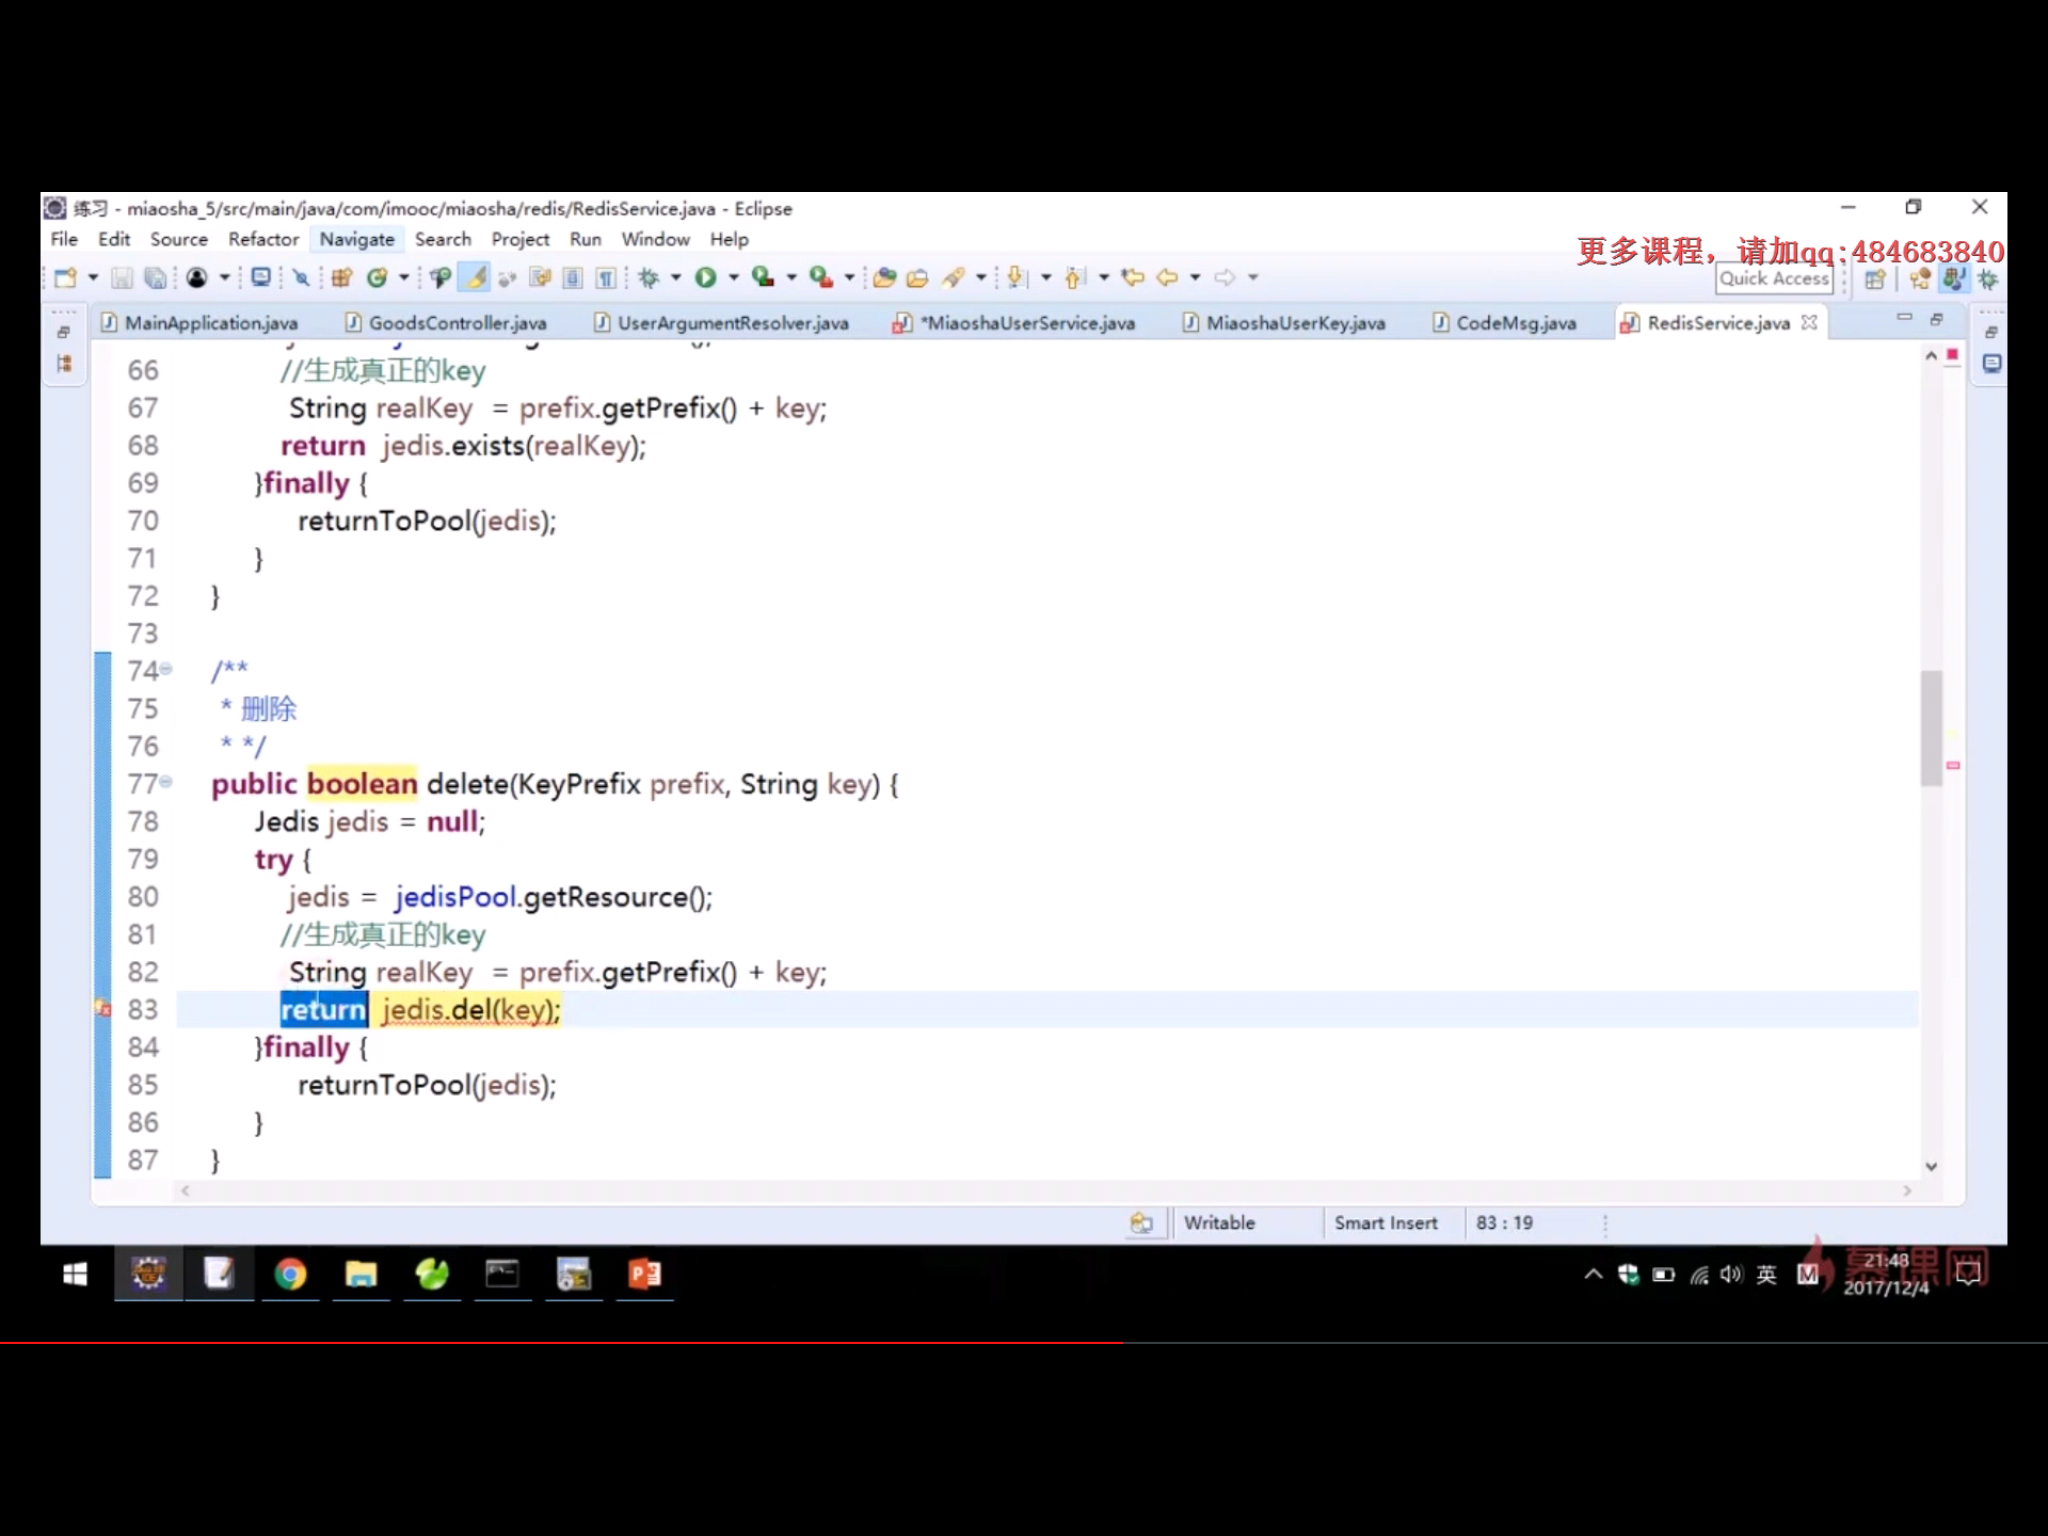 练习 - miaosha_5/src/main/java/com/imooc/miaosha/redis/RedisService.java - Eclipse
File Edit Source Refactor Navigate Search Project Run Window Help
更多课程，请加qq:484683840
Quick Access
MainApplication.java GoodsController.java UserArgumentResolver.java *MiaoshaUserService.java MiaoshaUserKey.java CodeMsg.java RedisService.java
66 //生成真正的key
67 String realKey = prefix.getPrefix() + key;
68 return jedis.exists(realKey);
69 }finally {
70 returnToPool(jedis);
71 }
72 }
73
74 /**
75 * 删除
76 * */
77 public boolean delete(KeyPrefix prefix, String key) {
78 Jedis jedis = null;
79 try {
80 jedis = jedisPool.getResource();
81 //生成真正的key
82 String realKey = prefix.getPrefix() + key;
83 return jedis.del(key);
84 }finally {
85 returnToPool(jedis);
86 }
87 }
Writable Smart Insert 83 : 19
英
慕课网
21:48
2017/12/4